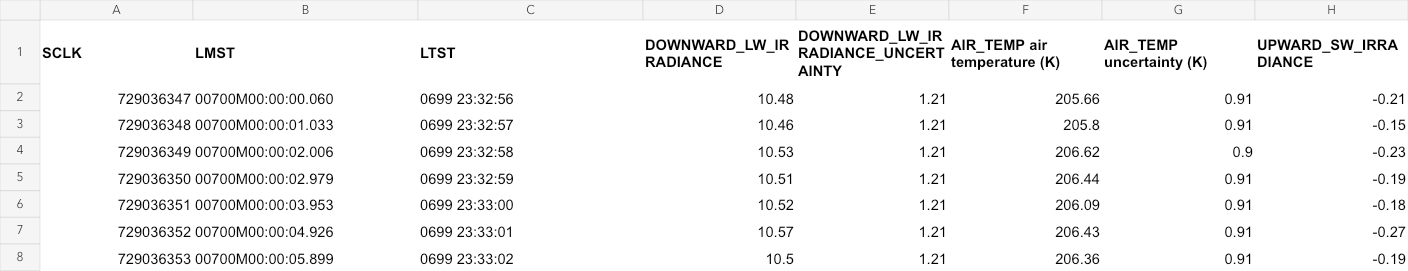 A B C D E F G H
1 SCLK LMST LTST DOWNWARD_LW_IR DOWNWARD_LW_IR AIR_TEMP air AIR_TEMP UPWARD_SW_IRRA
RADIANCE RADIANCE_UNCERT temperature (K) uncertainty (K) DIANCE
AINTY
2 729036347 00700M00:00:00.060 0699 23:32:56 10.48 1.21 205.66 0.91 -0.21
3 729036348 00700M00:00:01.033 0699 23:32:57 10.46 1.21 205.8 0.91 -0.15
4 729036349 00700M00:00:02.006 0699 23:32:58 10.53 1.21 206.62 0.9 -0.23
5 729036350 00700M00:00:02.979 0699 23:32:59 10.51 1.21 206.44 0.91 -0.19
6 729036351 00700M00:00:03.953 0699 23:33:00 10.52 1.21 206.09 0.91 -0.18
7 729036352 00700M00:00:04.926 0699 23:33:01 10.57 1.21 206.43 0.91 -0.27
8 729036353 00700M00:00:05.899 0699 23:33:02 10.5 1.21 206.36 0.91 -0.19